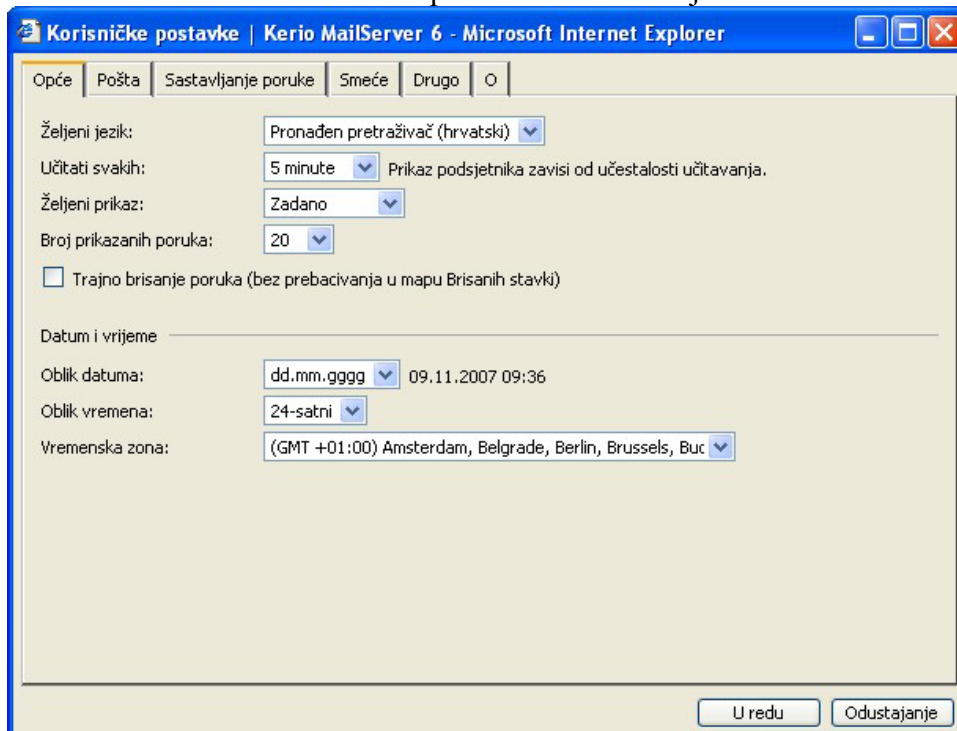 Korisničke postavke | Kerio MailServer 6 - Microsoft Internet Explorer
Opće Pošta Sastavljanje poruke Smeće Drugo O
Željeni jezik: Pronađen pretraživač (hrvatski)
Učitati svakih: 5 minute Prikaz podsjetnika zavisi od učestalosti učitavanja.
Željeni prikaz: Zadano
Broj prikazanih poruka: 20
Trajno brisanje poruka (bez prebacivanja u mapu Brisanih stavki)
Datum i vrijeme
Oblik datuma: dd.mm.gggg 09.11.2007 09:36
Oblik vremena: 24-satni
Vremenska zona: (GMT +01:00) Amsterdam, Belgrade, Berlin, Brussels, Buc
U redu Odustajanje